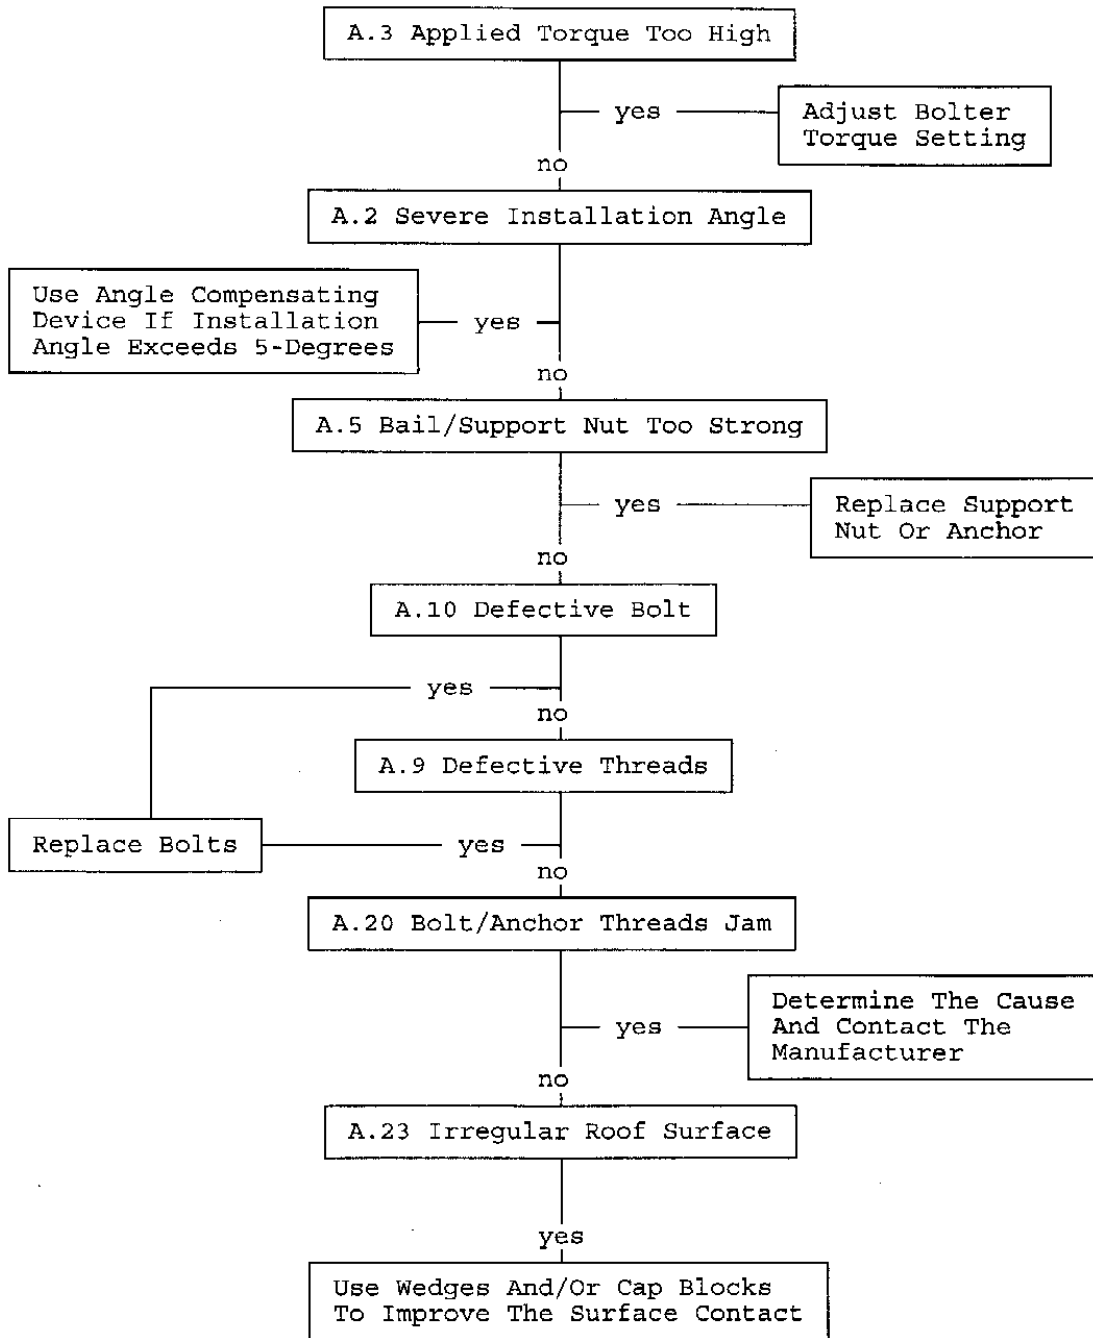 A.3 Applied Torque Too High
yes
Adjust Bolter
Torque Setting
no
A.2 Severe Installation Angle
Use Angle Compensating
Device If Installation
Angle Exceeds 5-Degrees
yes
no
A.5 Bail/Support Nut Too Strong
yes
Replace Support
Nut Or Anchor
no
A.10 Defective Bolt
yes
no
A.9 Defective Threads
Replace Bolts
yes
no
A.20 Bolt/Anchor Threads Jam
yes
Determine The Cause
And Contact The
Manufacturer
no
A.23 Irregular Roof Surface
yes
Use Wedges And/Or Cap Blocks
To Improve The Surface Contact